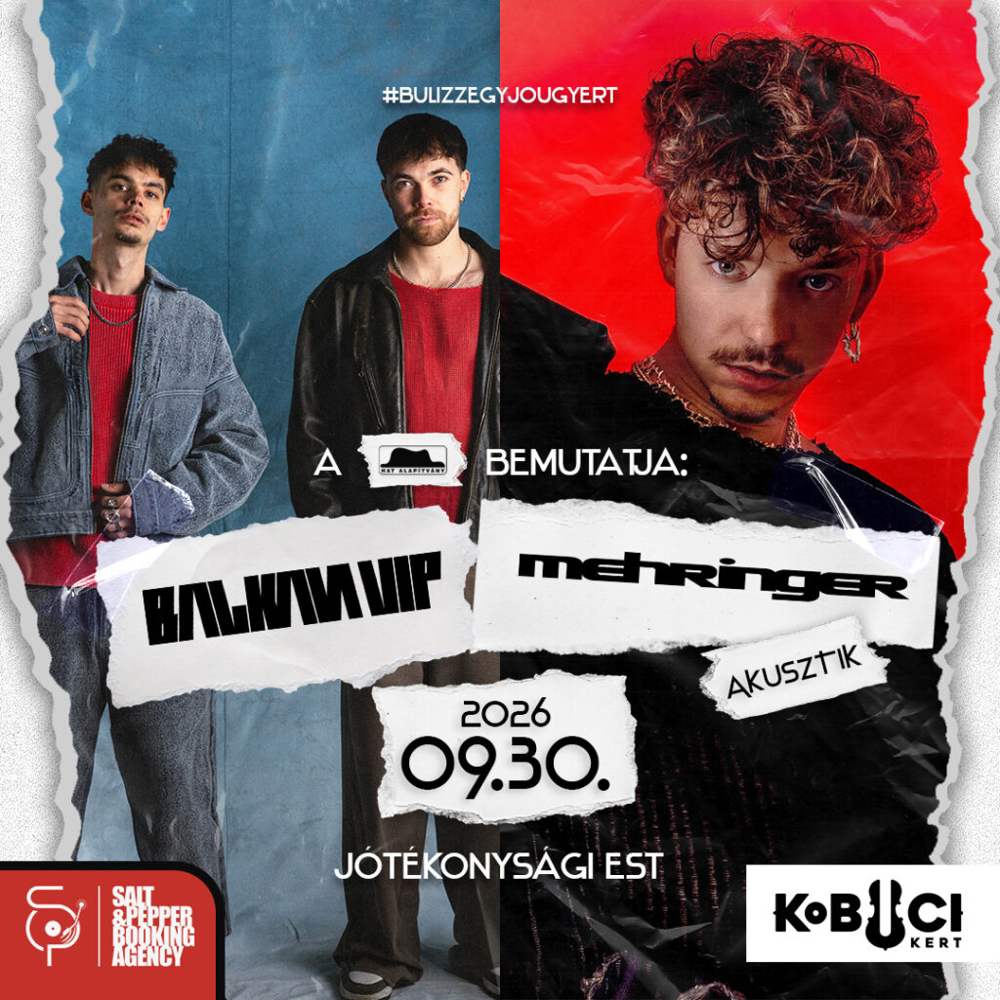 #BULIZZEGYJOUGYERT
A HAT ALAPÍTVÁNY BEMUTATJA:
BALKAN VIP
mehringer
AKUSZTIK
2026
09.30.
JÓTÉKONYSÁGI EST
SALT
&PEPPER
BOOKING
AGENCY
KOBUCI
KERT